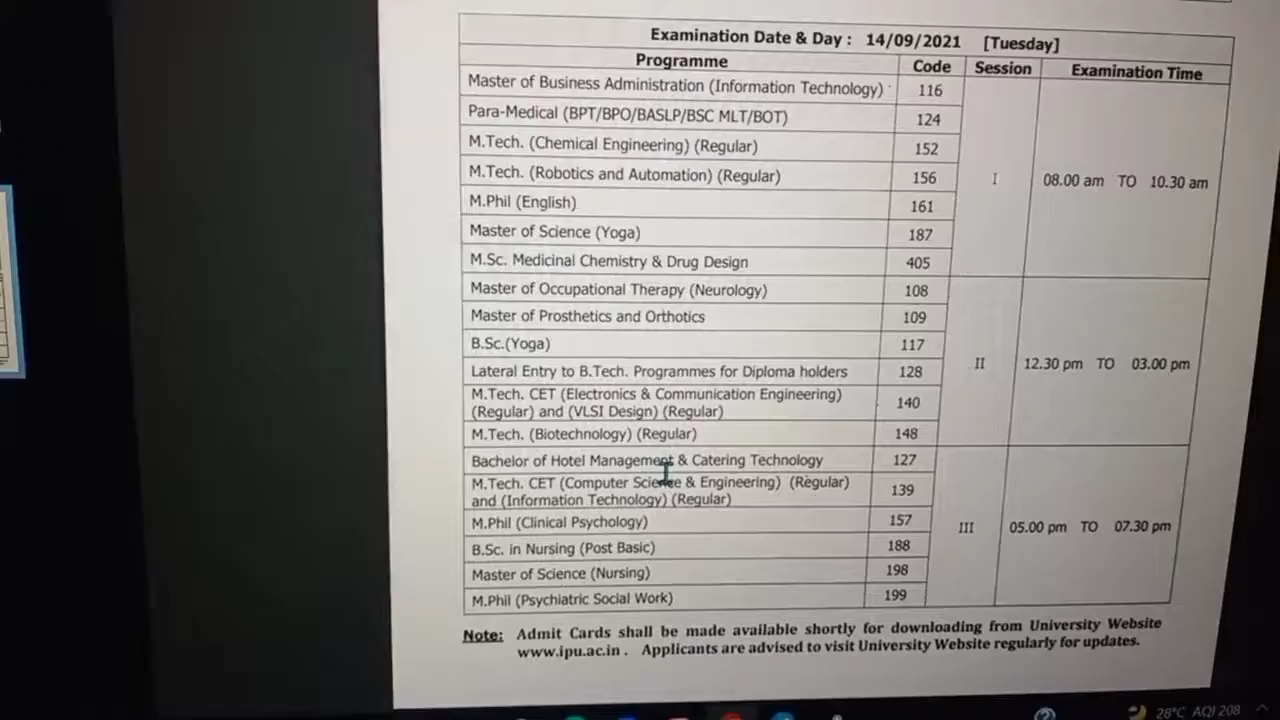 Examination Date & Day : 14/09/2021 [Tuesday]
Programme Code Session Examination Time
Master of Business Administration (Information Technology) 116
Para-Medical (BPT/BPO/BASLP/BSC MLT/BOT) 124
M.Tech. (Chemical Engineering) (Regular) 152
M.Tech. (Robotics and Automation) (Regular) 156 I 08.00 am TO 10.30 am
M.Phil (English) 161
Master of Science (Yoga) 187
M.Sc. Medicinal Chemistry & Drug Design 405
Master of Occupational Therapy (Neurology) 108
Master of Prosthetics and Orthotics 109
B.Sc.(Yoga) 117
Lateral Entry to B.Tech. Programmes for Diploma holders 128 II 12.30 pm TO 03.00 pm
M.Tech. CET (Electronics & Communication Engineering)
(Regular) and (VLSI Design) (Regular) 140
M.Tech. (Biotechnology) (Regular) 148
Bachelor of Hotel Management & Catering Technology 127
M.Tech. CET (Computer Science & Engineering) (Regular)
and (Information Technology) (Regular) 139
M.Phil (Clinical Psychology) 157 III 05.00 pm TO 07.30 pm
B.Sc. in Nursing (Post Basic) 188
Master of Science (Nursing) 198
M.Phil (Psychiatric Social Work) 199
Note: Admit Cards shall be made available shortly for downloading from University Website
www.ipu.ac.in . Applicants are advised to visit University Website regularly for updates.
28°C AQI 208